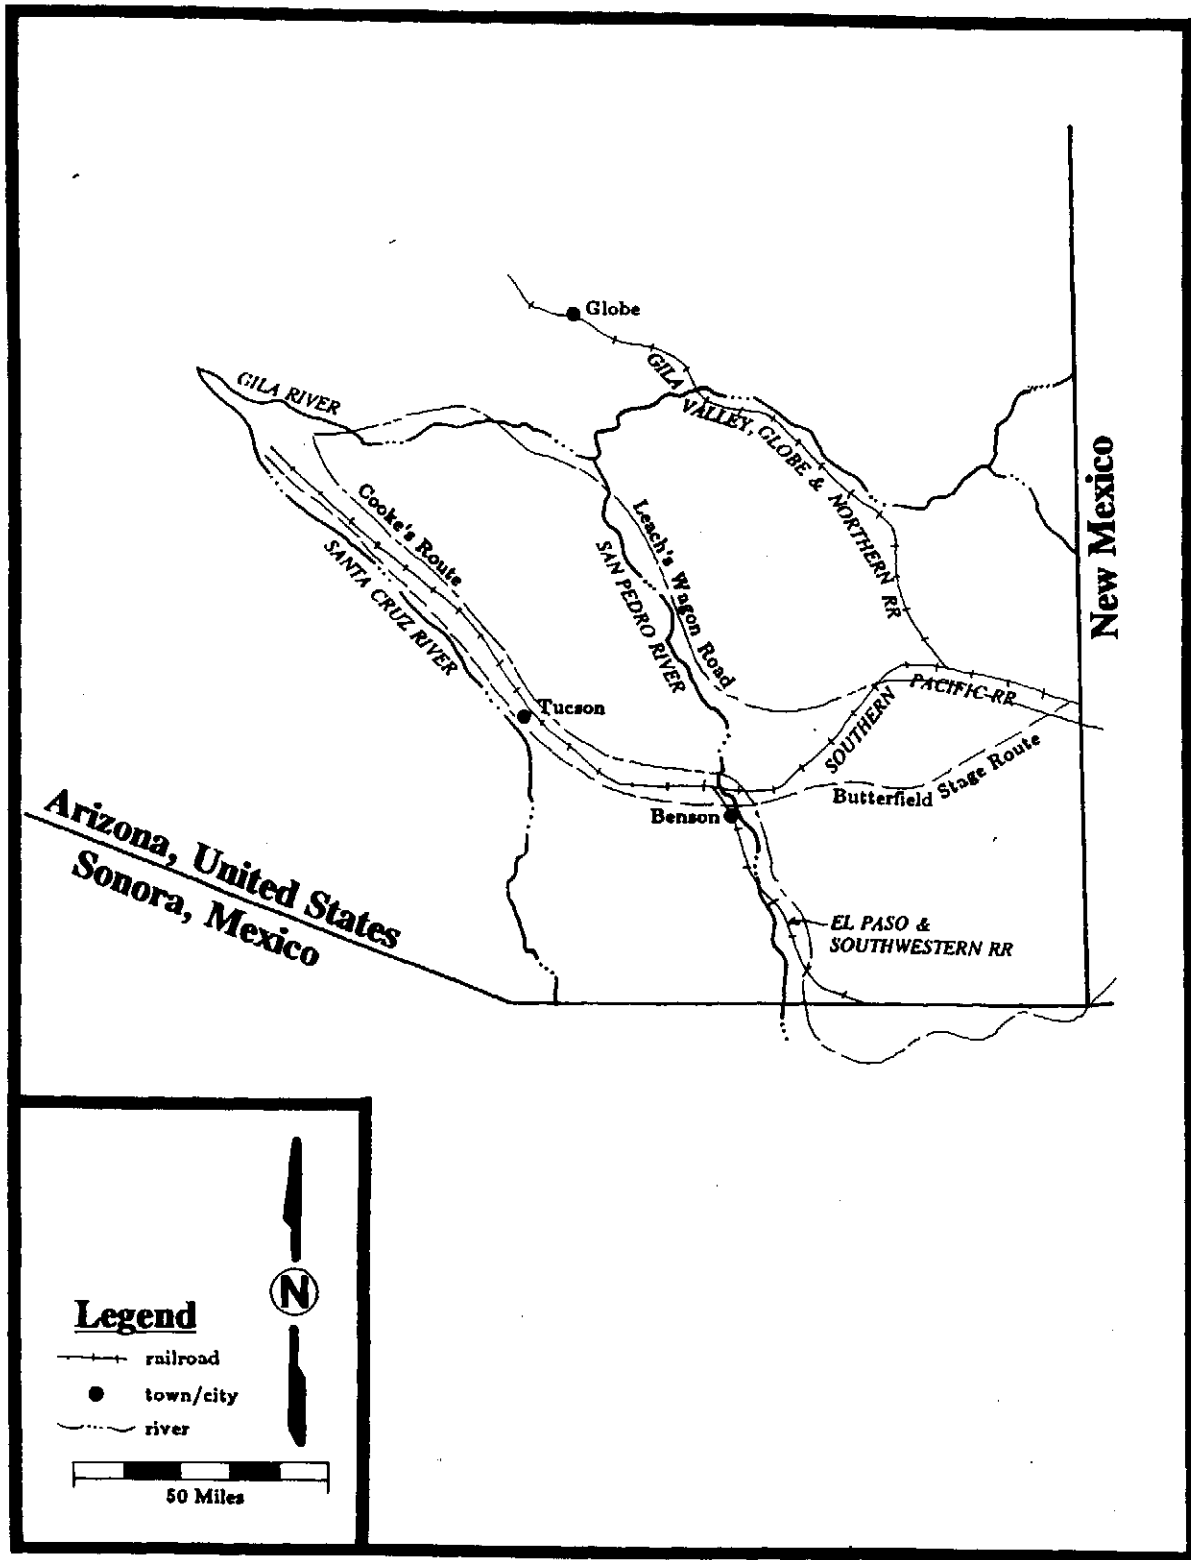 Globe
GILA RIVER
GILA
VALLEY, GLOBE &
NORTHERN RR
New Mexico
Cooke's Route
Leach's Wagon Road
SANTA CRUZ RIVER
SAN PEDRO RIVER
PACIFIC RR
SOUTHERN
Tucson
Butterfield Stage Route
Benson
Arizona, United States
Sonora, Mexico
EL PASO &
SOUTHWESTERN RR
N
Legend
railroad
town/city
river
50 Miles